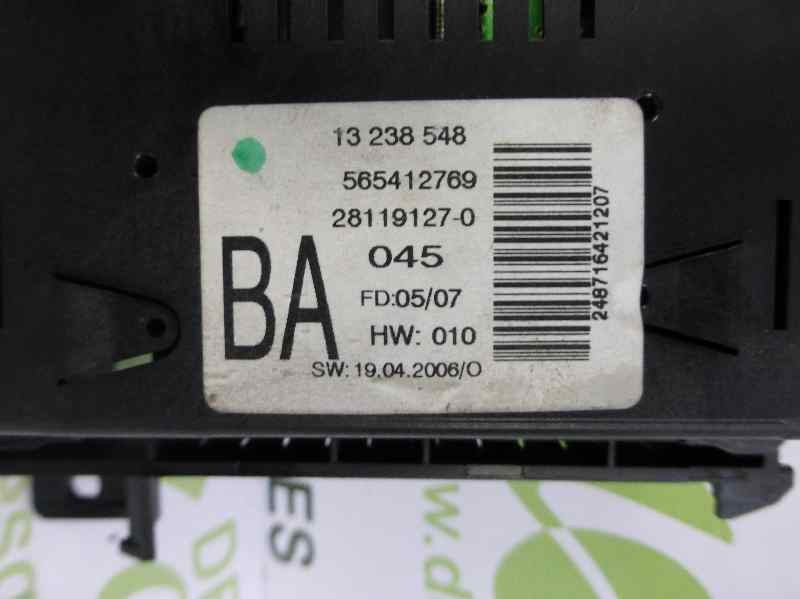 13 238 548
565412769
28119127-0
BA
045
FD:05/07
HW: 010
SW: 19.04.2006/O
248716421207